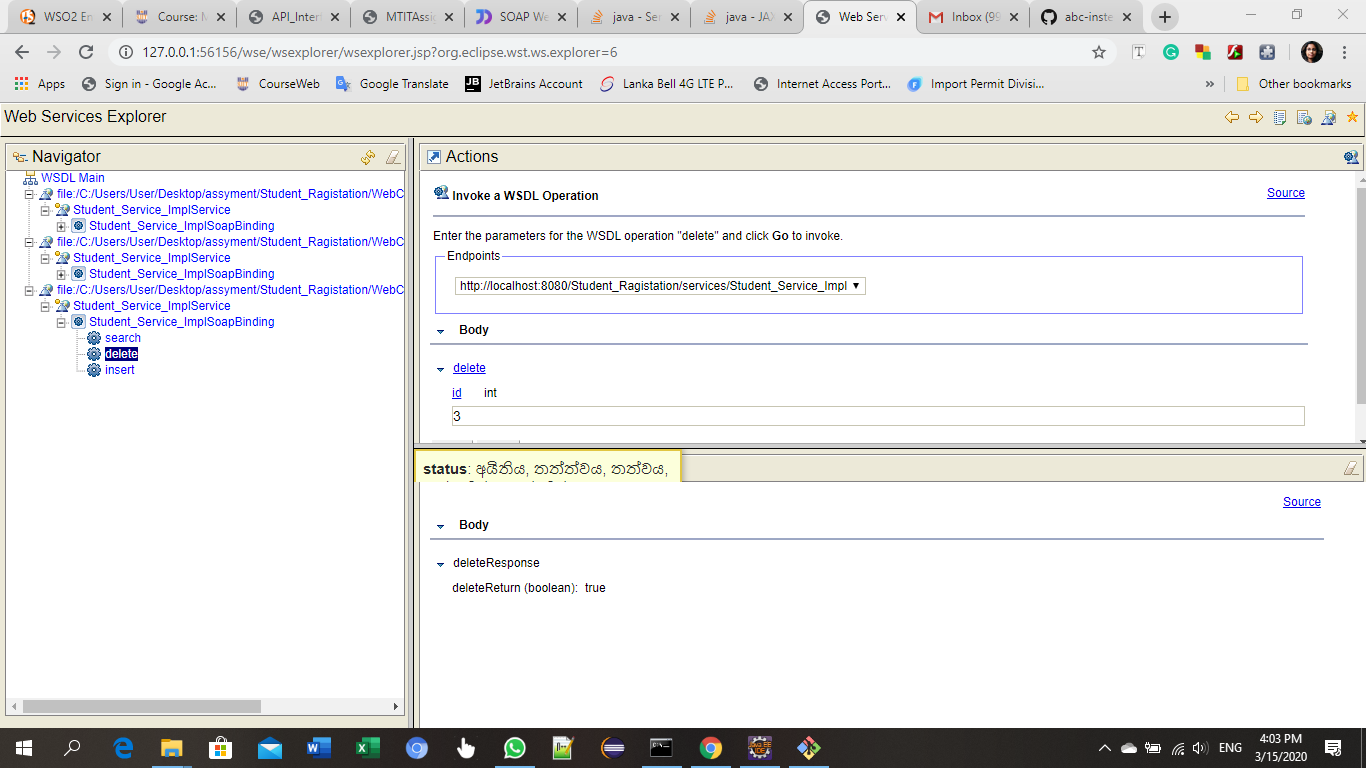 WSO2 En
Course: M
API_Inter
MTITAssig
SOAP We
java - Ser
java - JAX
Web Serv
Inbox (99
abc-inste
127.0.0.1:56156/wse/wsexplorer/wsexplorer.jsp?org.eclipse.wst.ws.explorer=6
Apps
Sign in - Google Ac...
CourseWeb
Google Translate
JetBrains Account
Lanka Bell 4G LTE P...
Internet Access Port...
Import Permit Divisi...
»
Other bookmarks
Web Services Explorer
Navigator
WSDL Main
file:/C:/Users/User/Desktop/assyment/Student_Ragistation/WebC
Student_Service_ImplService
Student_Service_ImplSoapBinding
file:/C:/Users/User/Desktop/assyment/Student_Ragistation/WebC
Student_Service_ImplService
Student_Service_ImplSoapBinding
file:/C:/Users/User/Desktop/assyment/Student_Ragistation/WebC
Student_Service_ImplService
Student_Service_ImplSoapBinding
search
delete
insert
Actions
Invoke a WSDL Operation
Source
Enter the parameters for the WSDL operation "delete" and click Go to invoke.
Endpoints
http://localhost:8080/Student_Ragistation/services/Student_Service_Impl
Body
delete
id int
3
status: අයිතිය, තත්ත්වය, තත්වය,
Source
Body
deleteResponse
deleteReturn (boolean): true
ENG
4:03 PM
3/15/2020